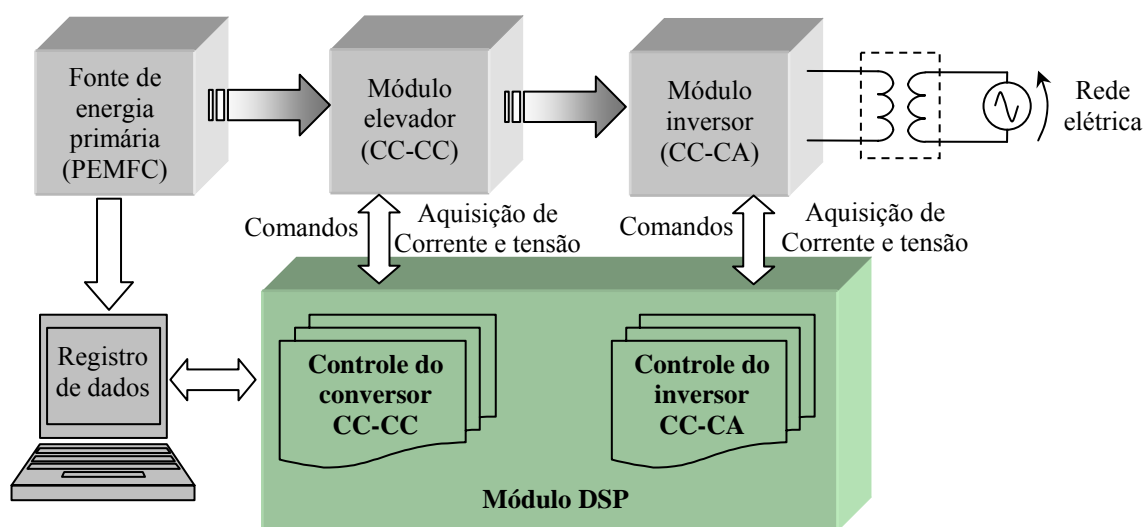 Fonte de
energia
primária
(PEMFC)
Módulo
elevador
(CC-CC)
Módulo
inversor
(CC-CA)
Rede
elétrica
Comandos
Aquisição de
Corrente e tensão
Comandos
Aquisição de
Corrente e tensão
Registro
de dados
Controle do
conversor
CC-CC
Controle do
inversor
CC-CA
Módulo DSP